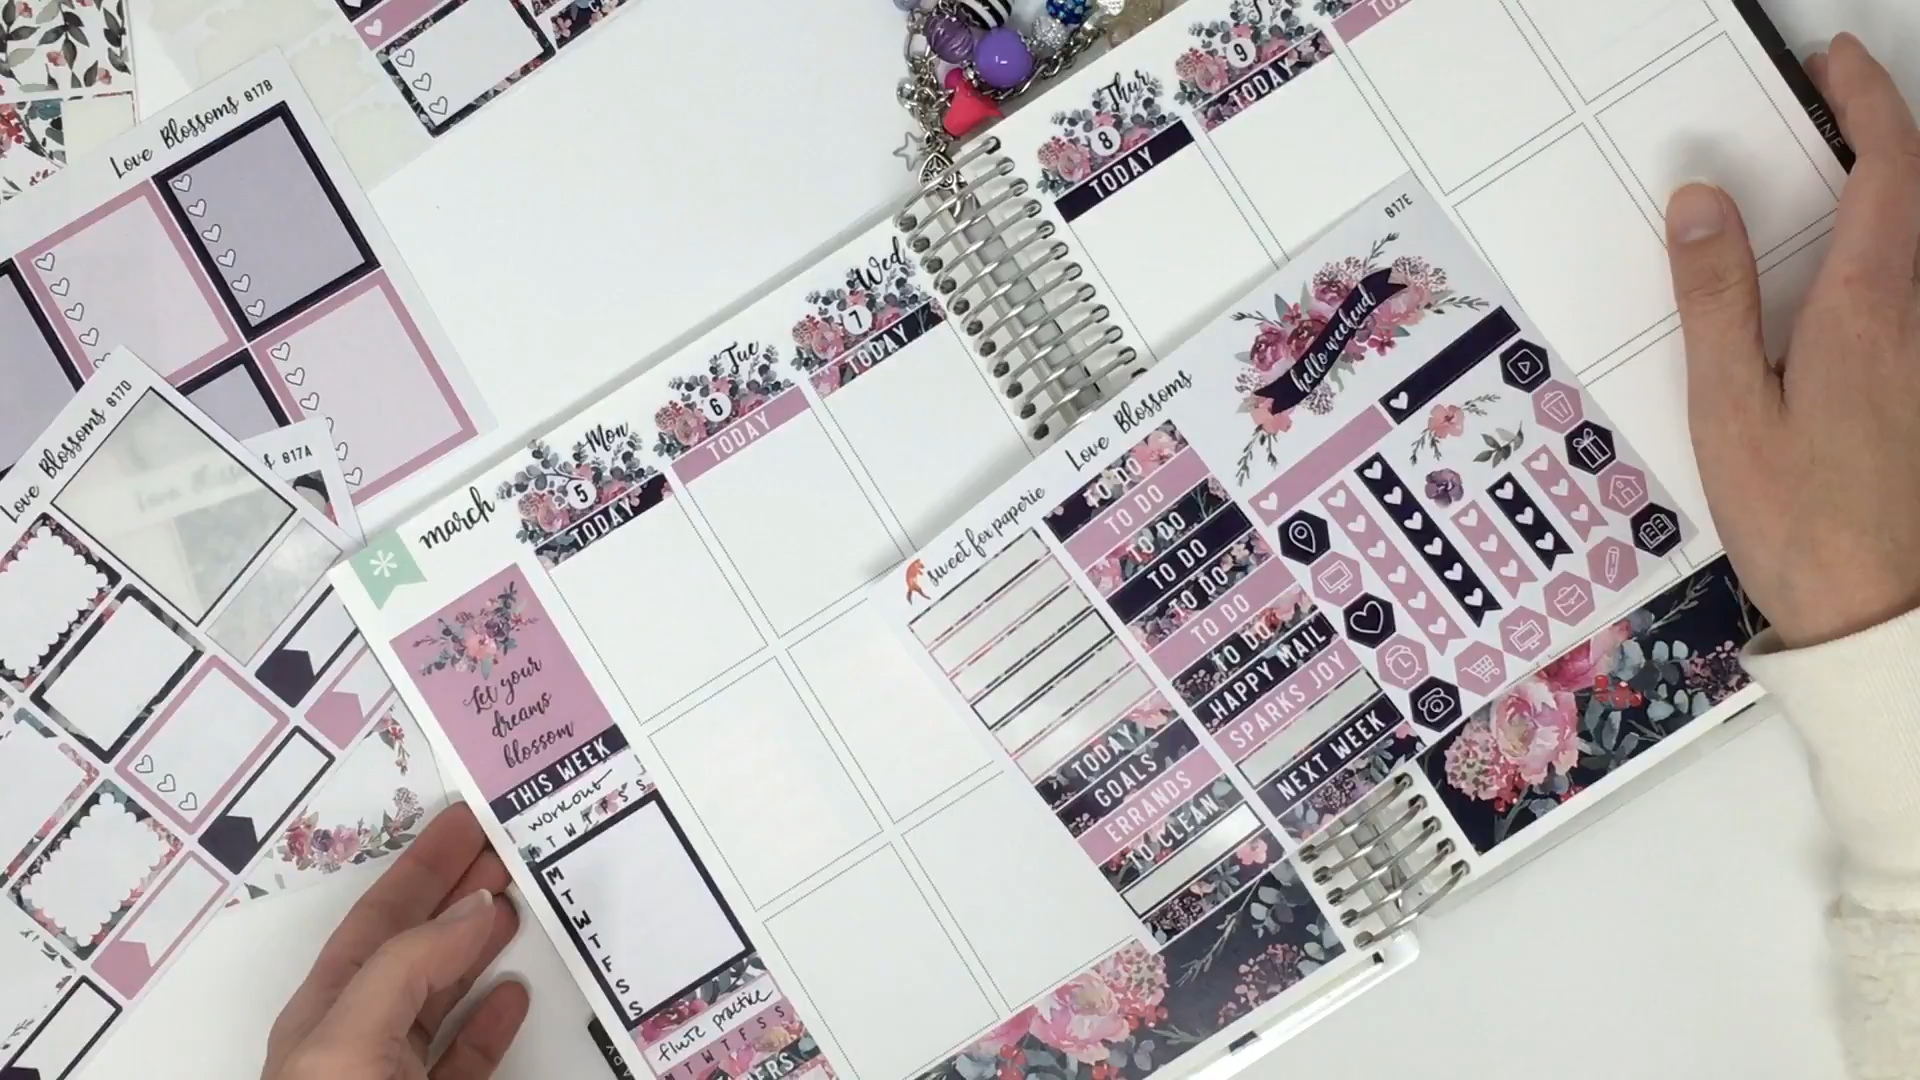 Love Blossoms 817B
Love Blossoms 817D
817A
march
Mon
5
TODAY
Tue
6
TODAY
Wed
7
TODAY
Thur
8
TODAY
9
TODAY
JUNE
Let your
dreams
blossom
THIS WEEK
workout
M T W T F S S
M
T
W
T
F
S
S
flute practice
M T W T F S S
817E
hello weekend
Love Blossoms
sweet fox paperie
TO DO
TO DO
TO DO
TO DO
TO DO
TO DO
TO DO
HAPPY MAIL
SPARKS JOY
NEXT WEEK
TODAY
GOALS
ERRANDS
TO CLEAN